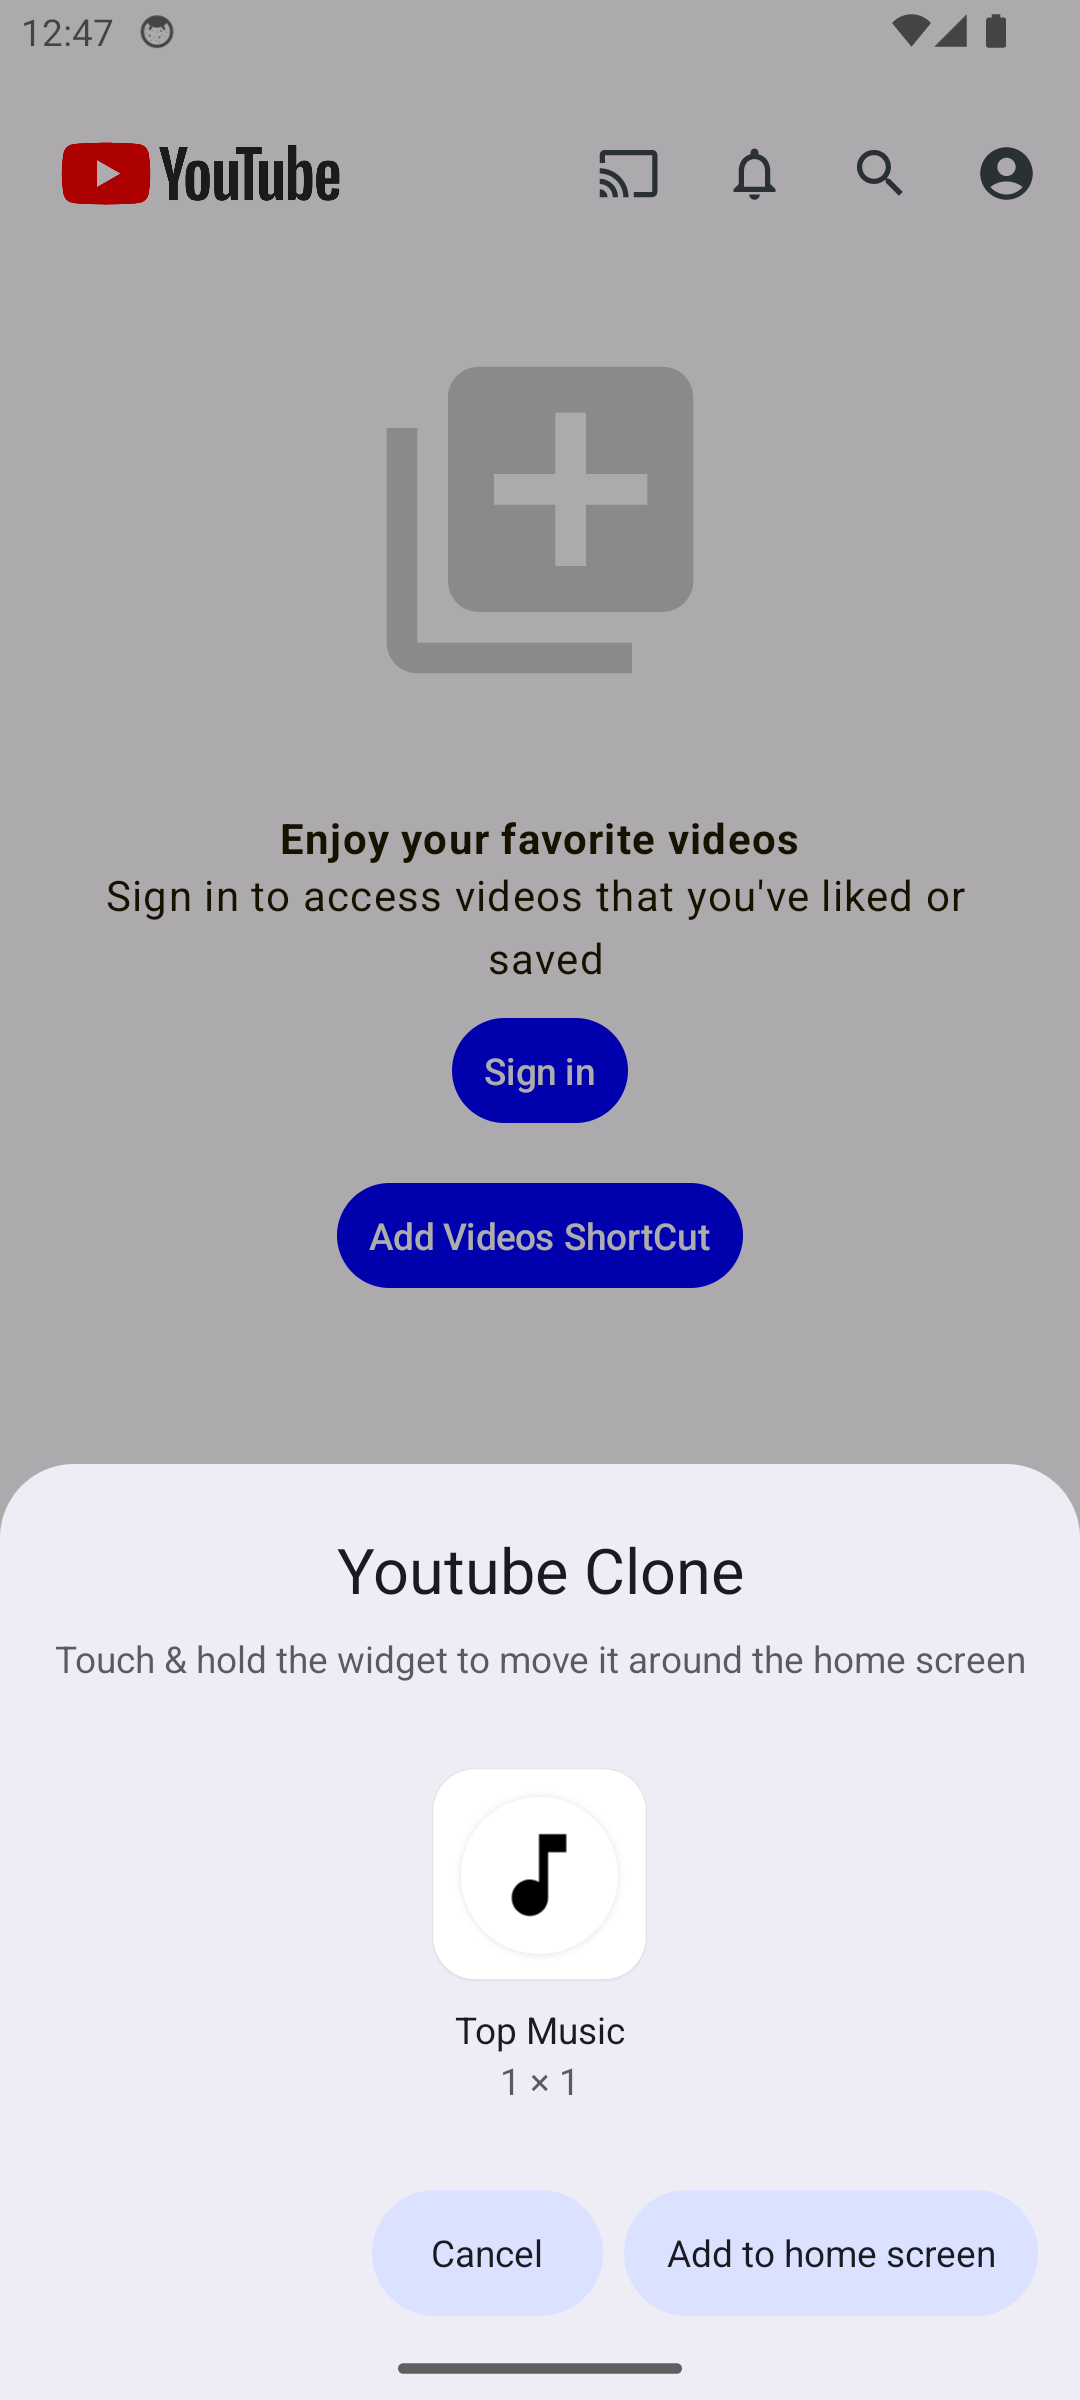 12:47
YouTube
Enjoy your favorite videos
Sign in to access videos that you've liked or
saved
Sign in
Add Videos ShortCut
Youtube Clone
Touch & hold the widget to move it around the home screen
Top Music
1 × 1
Cancel
Add to home screen